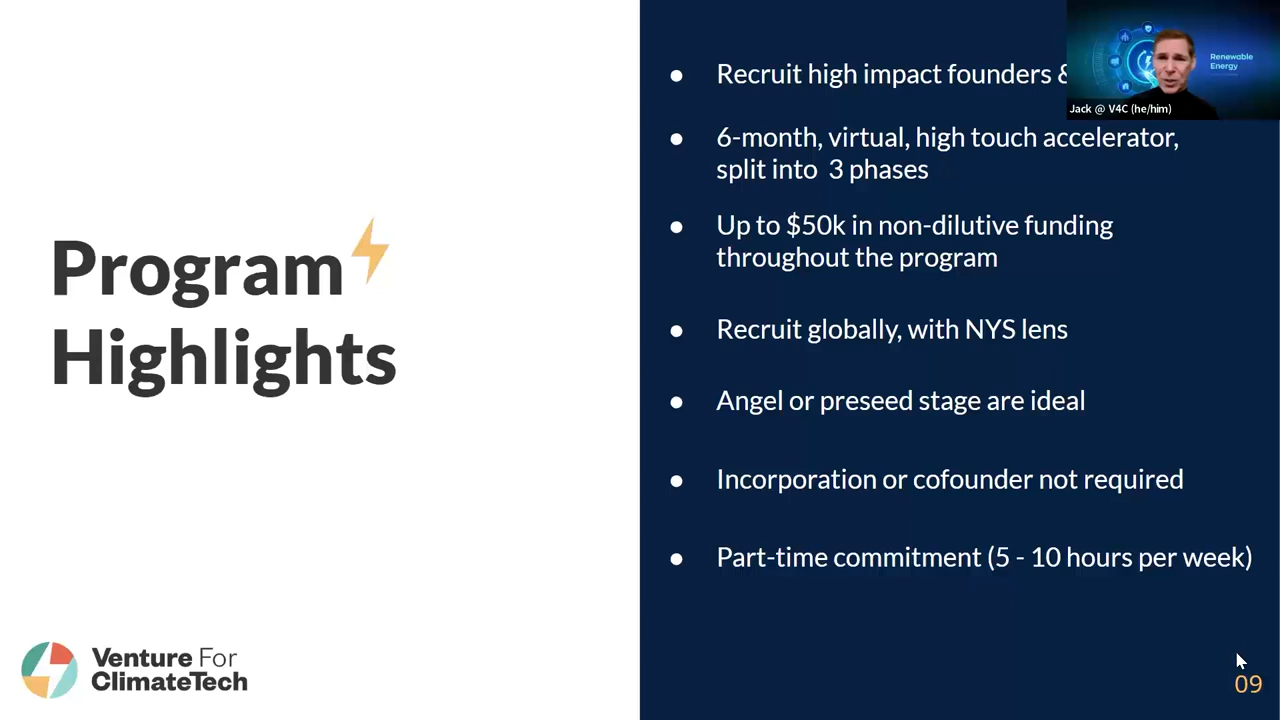 Program
Highlights
Venture For
ClimateTech
● Recruit high impact founders &
● 6-month, virtual, high touch accelerator,
split into 3 phases
● Up to $50k in non-dilutive funding
throughout the program
● Recruit globally, with NYS lens
● Angel or preseed stage are ideal
● Incorporation or cofounder not required
● Part-time commitment (5 - 10 hours per week)
Renewable
Energy
Jack @ V4C (he/him)
09